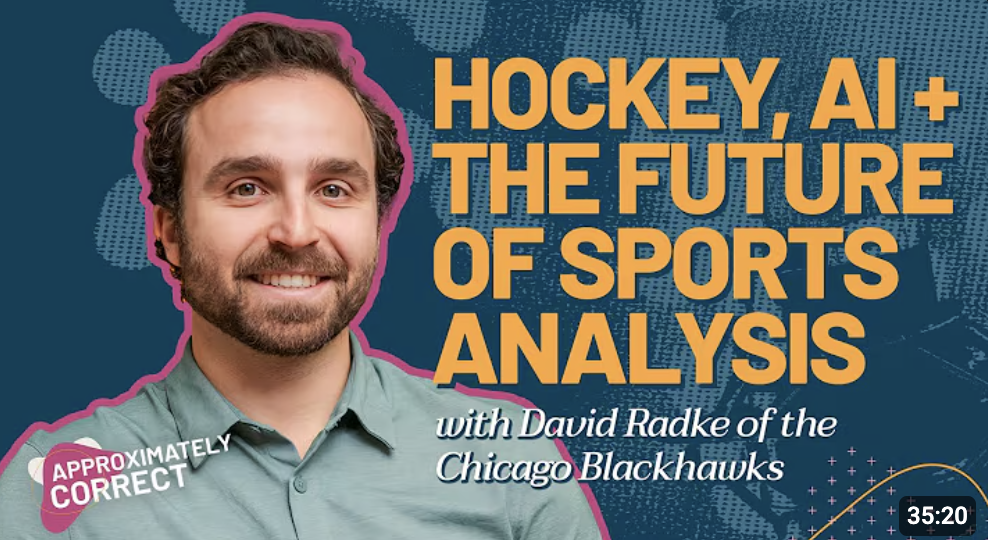 HOCKEY, AI +
THE FUTURE
OF SPORTS
ANALYSIS
with David Radke of the
Chicago Blackhawks
APPROXIMATELY
CORRECT
35:20